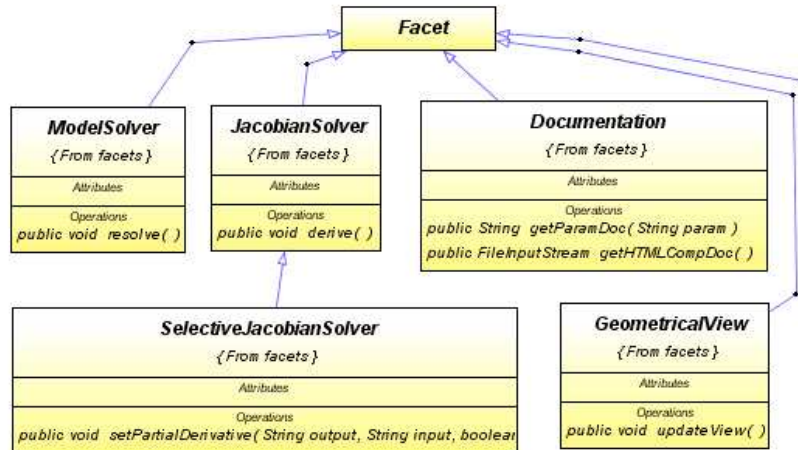 Facet
ModelSolver
{From facets}
Attributes
Operations
public void resolve( )
JacobianSolver
{From facets}
Attributes
Operations
public void derive( )
Documentation
{From facets}
Attributes
Operations
public String getParamDoc( String param )
public FileInputStream getHTMLCompDoc( )
SelectiveJacobianSolver
{From facets}
Attributes
Operations
public void setPartialDerivative( String output, String input, boolean
GeometricalView
{From facets}
Attributes
Operations
public void updateView( )